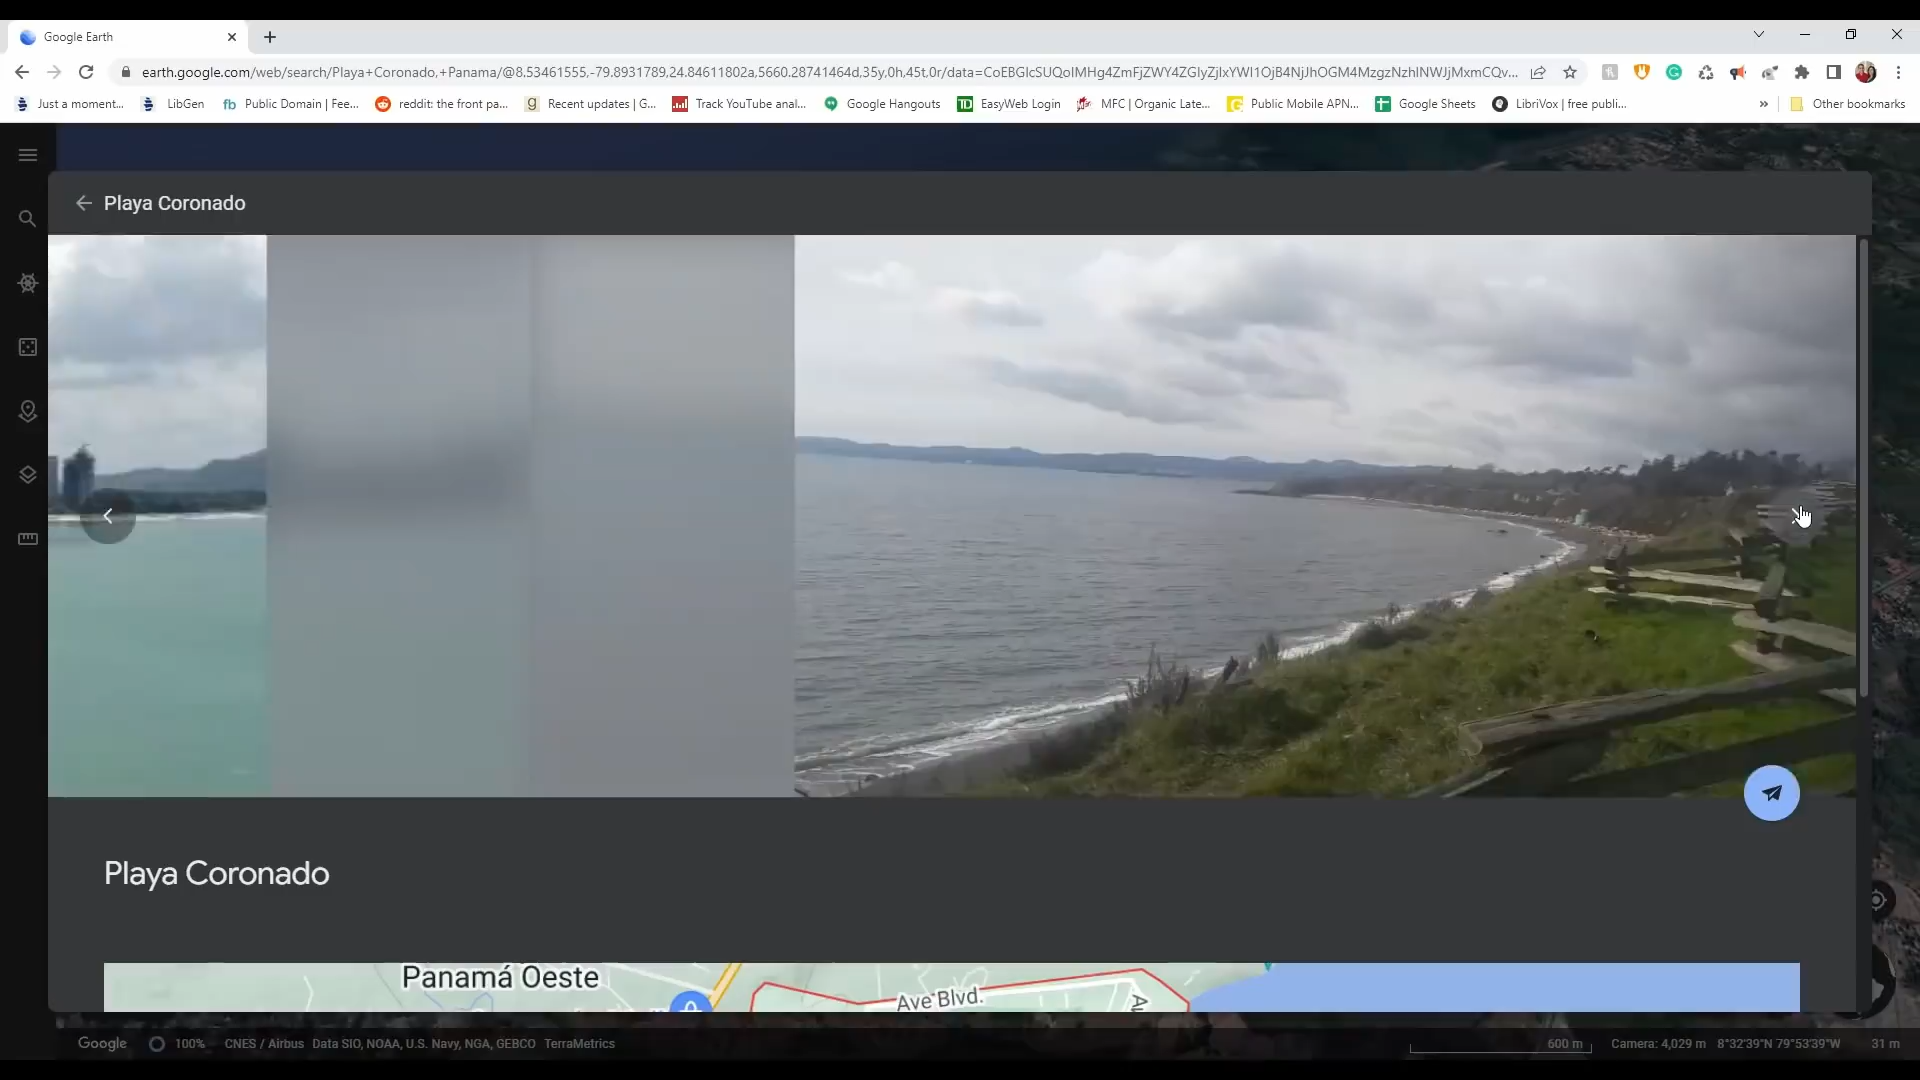 Google Earth
earth.google.com/web/search/Playa+Coronado,+Panama/@8.53461555,-79.8931789,24.84611802a,5660.28741464d,35y,0h,45t,0r/data=
Just a moment...
LibGen
fb Public Domain | Fee...
reddit: the front pa...
g Recent updates | G...
Track YouTube anal...
Google Hangouts
TD EasyWeb Login
MFC | Organic Late...
Public Mobile APN...
Google Sheets
LibriVox | free publi...
» Other bookmarks
Playa Coronado
Playa Coronado
Panamá Oeste
Ave Blvd.
Google 100% CNES / Airbus Data SIO, NOAA, U.S. Navy, NGA, GEBCO TerraMetrics 600 m Camera: 4,029 m 8°32'39"N 79°53'39"W 31 m